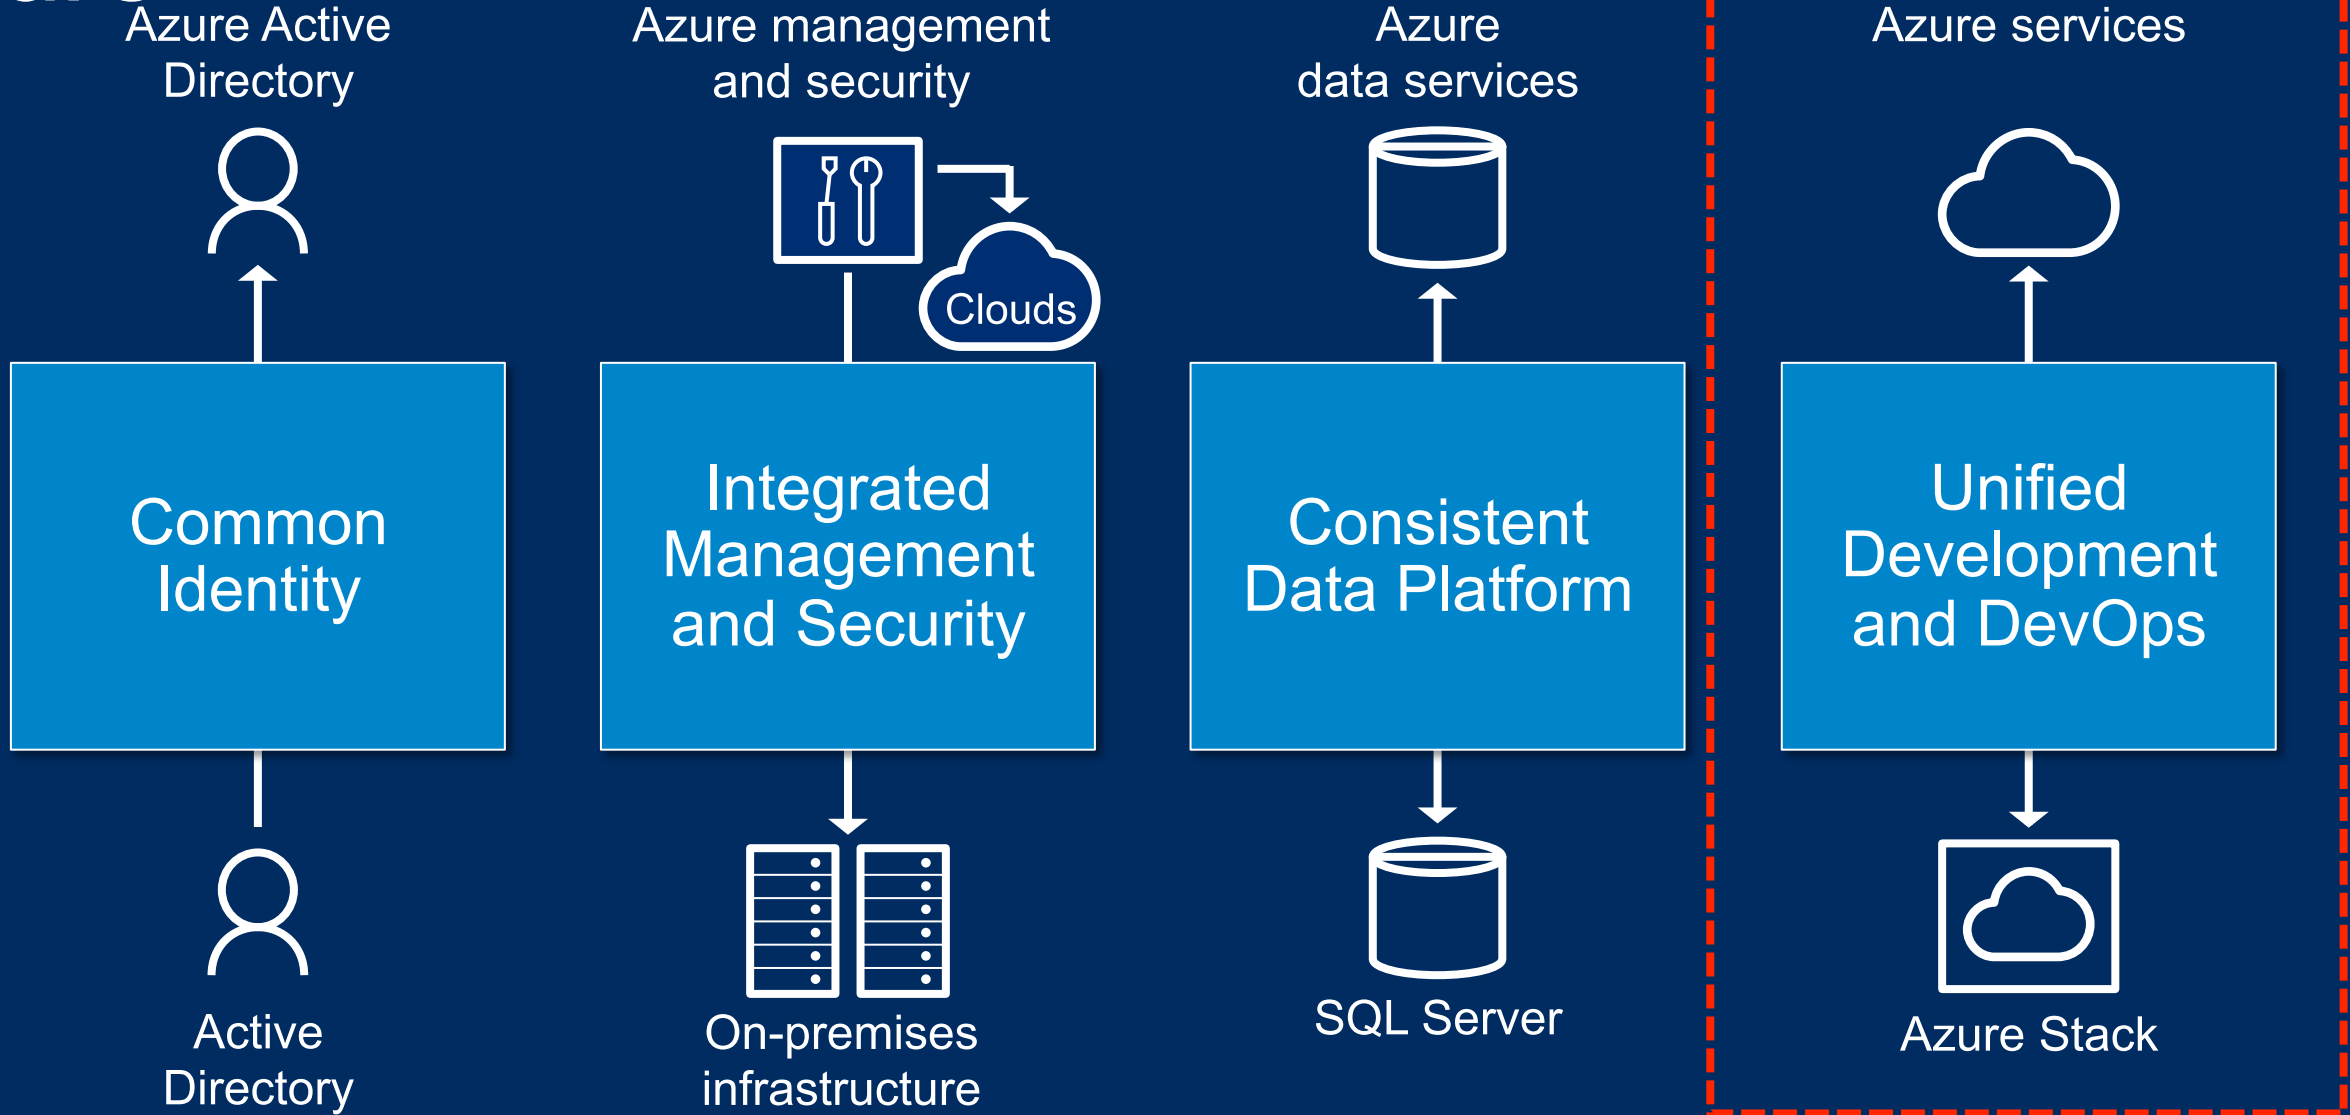 Azure Active
Directory
Azure management
and security
Azure
data services
Azure services
Clouds
Common
Identity
Integrated
Management
and Security
Consistent
Data Platform
Unified
Development
and DevOps
Active
Directory
On-premises
infrastructure
SQL Server
Azure Stack